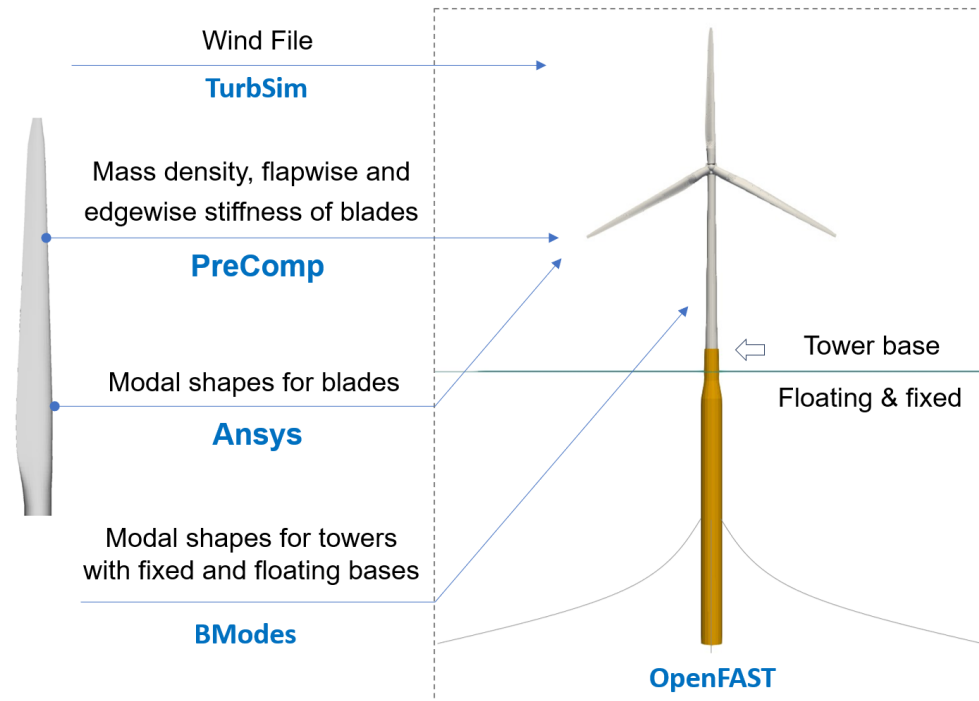 Wind File
TurbSim
Mass density, flapwise and
edgewise stiffness of blades
PreComp
Modal shapes for blades
Ansys
Modal shapes for towers
with fixed and floating bases
BModes
Tower base
Floating & fixed
OpenFAST